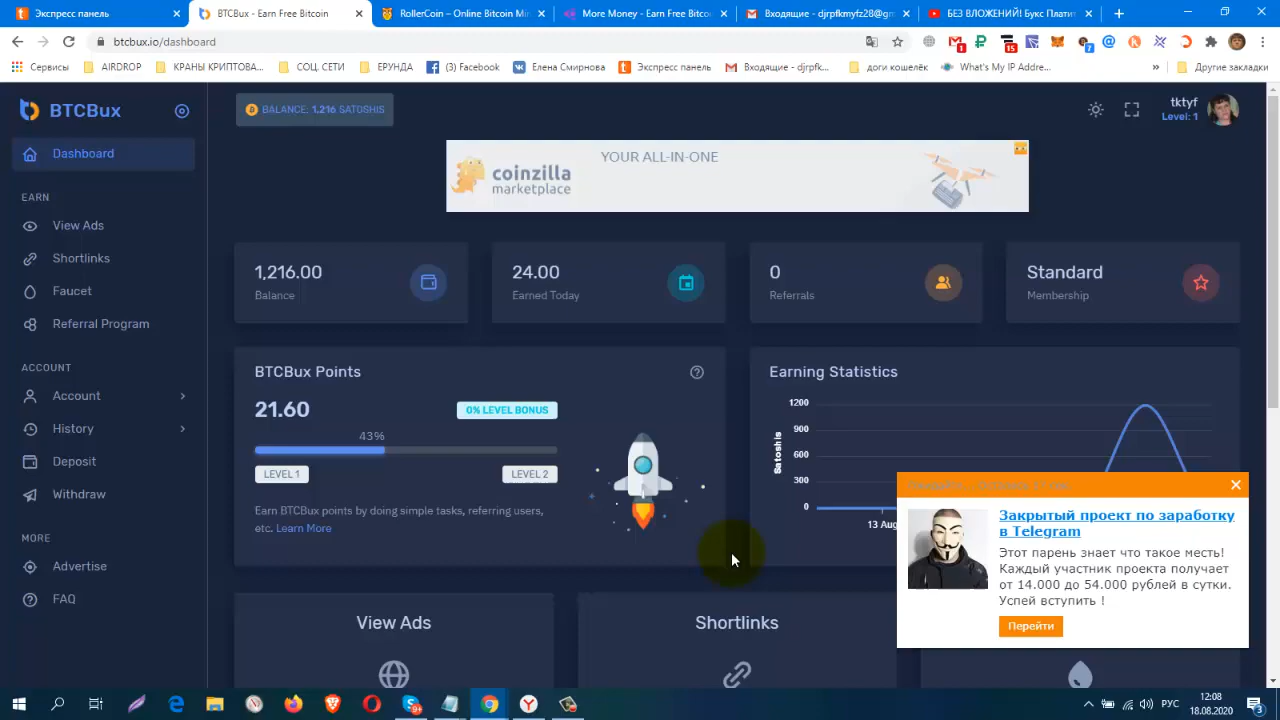 Экспресс панель
BTCBux - Earn Free Bitcoin
RollerCoin – Online Bitcoin Min
More Money - Earn Free Bitcoi
Входящие - djrpfkmyfz28@gm
БЕЗ ВЛОЖЕНИЙ! Букс Платит
btcbux.io/dashboard
1
15
7
Сервисы
AIRDROP
КРАНЫ КРИПТОВА...
СОЦ. СЕТИ
ЕРУНДА
(3) Facebook
Елена Смирнова
Экспресс панель
Входящие - djrpfk...
доги кошелёк
What's My IP Addre...
»
Другие закладки
BTCBux
BALANCE: 1,216 SATOSHIS
tktyf
Level: 1
Dashboard
EARN
View Ads
Shortlinks
Faucet
Referral Program
ACCOUNT
Account
History
Deposit
Withdraw
MORE
Advertise
FAQ
coinzilla
marketplace
YOUR ALL-IN-ONE
1,216.00
Balance
24.00
Earned Today
0
Referrals
Standard
Membership
BTCBux Points
21.60
0% LEVEL BONUS
43%
LEVEL 1
LEVEL 2
Earn BTCBux points by doing simple tasks, referring users,
etc. Learn More
Earning Statistics
Satoshis
1200
900
600
300
0
13 Aug
View Ads
Shortlinks
Закрытый проект по заработку
в Telegram
Этот парень знает что такое месть!
Каждый участник проекта получает
от 14.000 до 54.000 рублей в сутки.
Успей вступить !
Перейти
РУС
12:08
18.08.2020
3